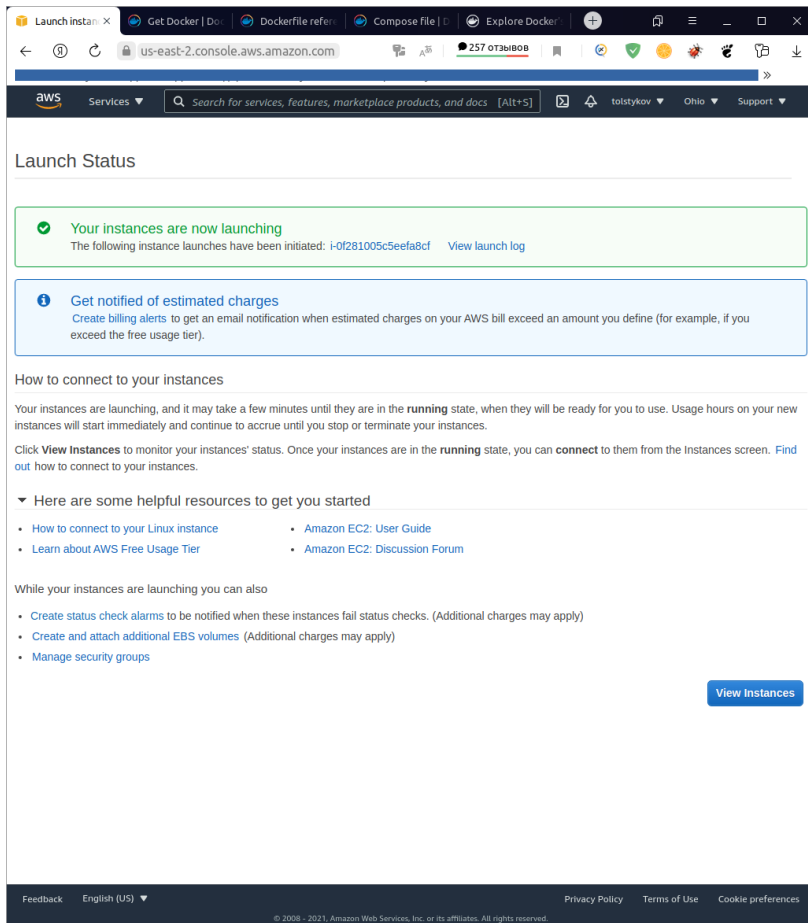 Launch instan
Get Docker | Doc
Dockerfile refere
Compose file | D
Explore Docker's
us-east-2.console.aws.amazon.com
257 отзывов
»
aws
Services
Search for services, features, marketplace products, and docs [Alt+S]
tolstykov
Ohio
Support
Launch Status
Your instances are now launching
The following instance launches have been initiated: i-0f281005c5eefa8cf View launch log
Get notified of estimated charges
Create billing alerts to get an email notification when estimated charges on your AWS bill exceed an amount you define (for example, if you
exceed the free usage tier).
How to connect to your instances
Your instances are launching, and it may take a few minutes until they are in the running state, when they will be ready for you to use. Usage hours on your new
instances will start immediately and continue to accrue until you stop or terminate your instances.
Click View Instances to monitor your instances' status. Once your instances are in the running state, you can connect to them from the Instances screen. Find
out how to connect to your instances.
Here are some helpful resources to get you started
• How to connect to your Linux instance
• Amazon EC2: User Guide
• Learn about AWS Free Usage Tier
• Amazon EC2: Discussion Forum
While your instances are launching you can also
• Create status check alarms to be notified when these instances fail status checks. (Additional charges may apply)
• Create and attach additional EBS volumes (Additional charges may apply)
• Manage security groups
View Instances
Feedback
English (US)
Privacy Policy
Terms of Use
Cookie preferences
© 2008 - 2021, Amazon Web Services, Inc. or its affiliates. All rights reserved.